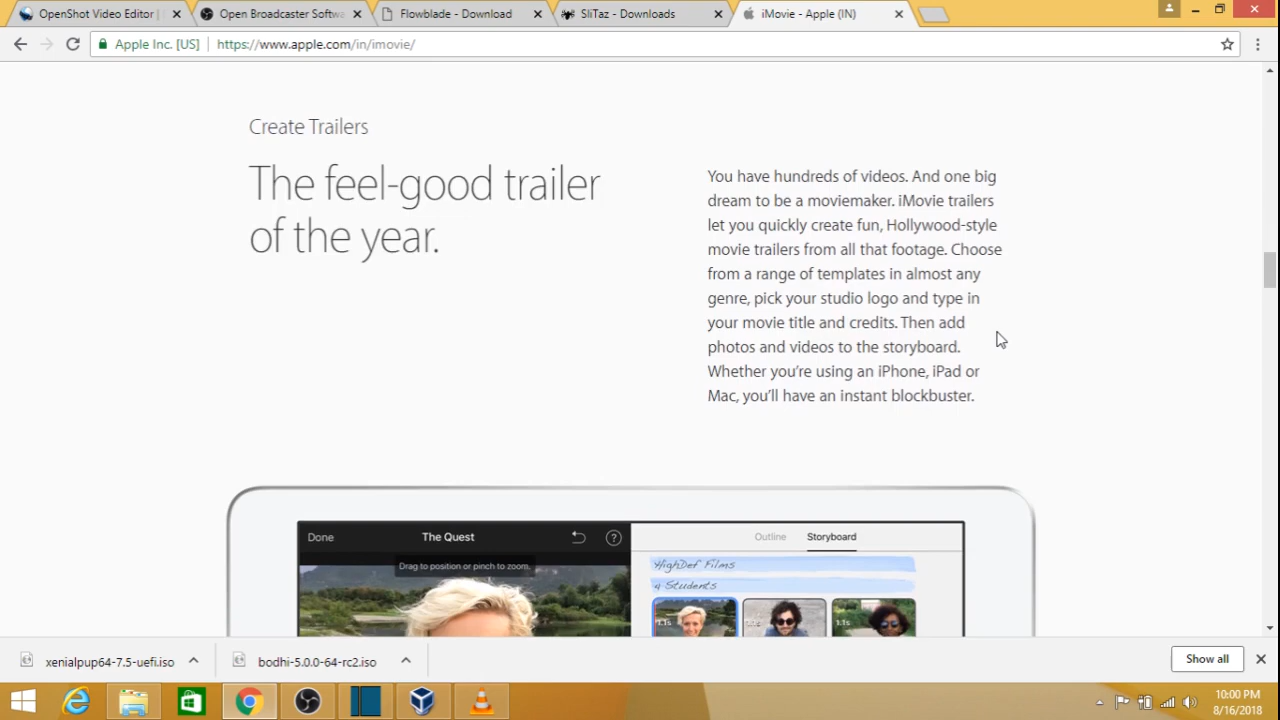 OpenShot Video Editor
Open Broadcaster Softwa
Flowblade - Download
SliTaz - Downloads
iMovie - Apple (IN)
Apple Inc. [US]
https://www.apple.com/in/imovie/
Create Trailers
The feel-good trailer
of the year.
You have hundreds of videos. And one big
dream to be a moviemaker. iMovie trailers
let you quickly create fun, Hollywood-style
movie trailers from all that footage. Choose
from a range of templates in almost any
genre, pick your studio logo and type in
your movie title and credits. Then add
photos and videos to the storyboard.
Whether you’re using an iPhone, iPad or
Mac, you’ll have an instant blockbuster.
Done
The Quest
?
Outline
Storyboard
Drag to position or pinch to zoom.
HighDef Films
4 Students
1.1s
1.1s
xenialpup64-7.5-uefi.iso
bodhi-5.0.0-64-rc2.iso
Show all
10:00 PM
8/16/2018